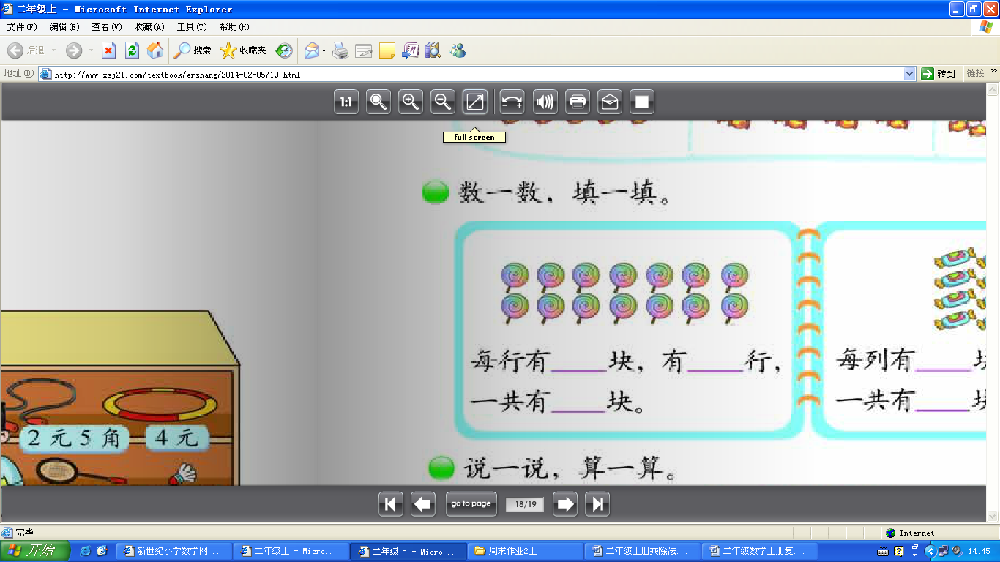 二年级上 - Microsoft Internet Explorer
文件(F) 编辑(E) 查看(V) 收藏(A) 工具(T) 帮助(H)
后退 搜索 收藏夹
地址(D) http://www.xsj21.com/textbook/ershang/2014-02-05/19.html 转到 链接 »
1:1
full screen
数一数，填一填。
每行有____块，有____行，
一共有____块。
每列有____块
一共有____块
2元5角 4元
说一说，算一算。
go to page 18/19
完毕 Internet
开始 新世纪小学数学网... 二年级上 - Micro... 二年级上 - Micro... 周末作业2上 二年级上册乘除法... 二年级数学上册复... 14:45